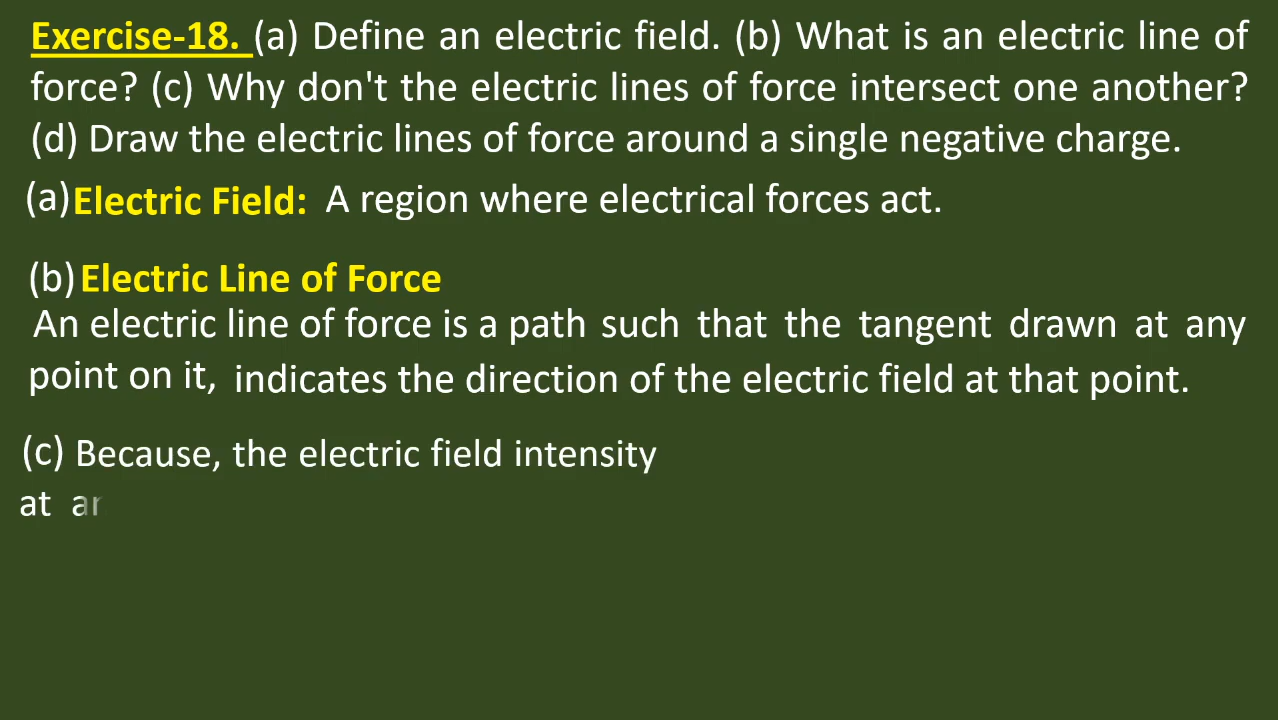 Exercise-18. (a) Define an electric field. (b) What is an electric line of
force? (c) Why don't the electric lines of force intersect one another?
(d) Draw the electric lines of force around a single negative charge.
(a) Electric Field: A region where electrical forces act.
(b) Electric Line of Force
An electric line of force is a path such that the tangent drawn at any
point on it, indicates the direction of the electric field at that point.
(c) Because, the electric field intensity
at